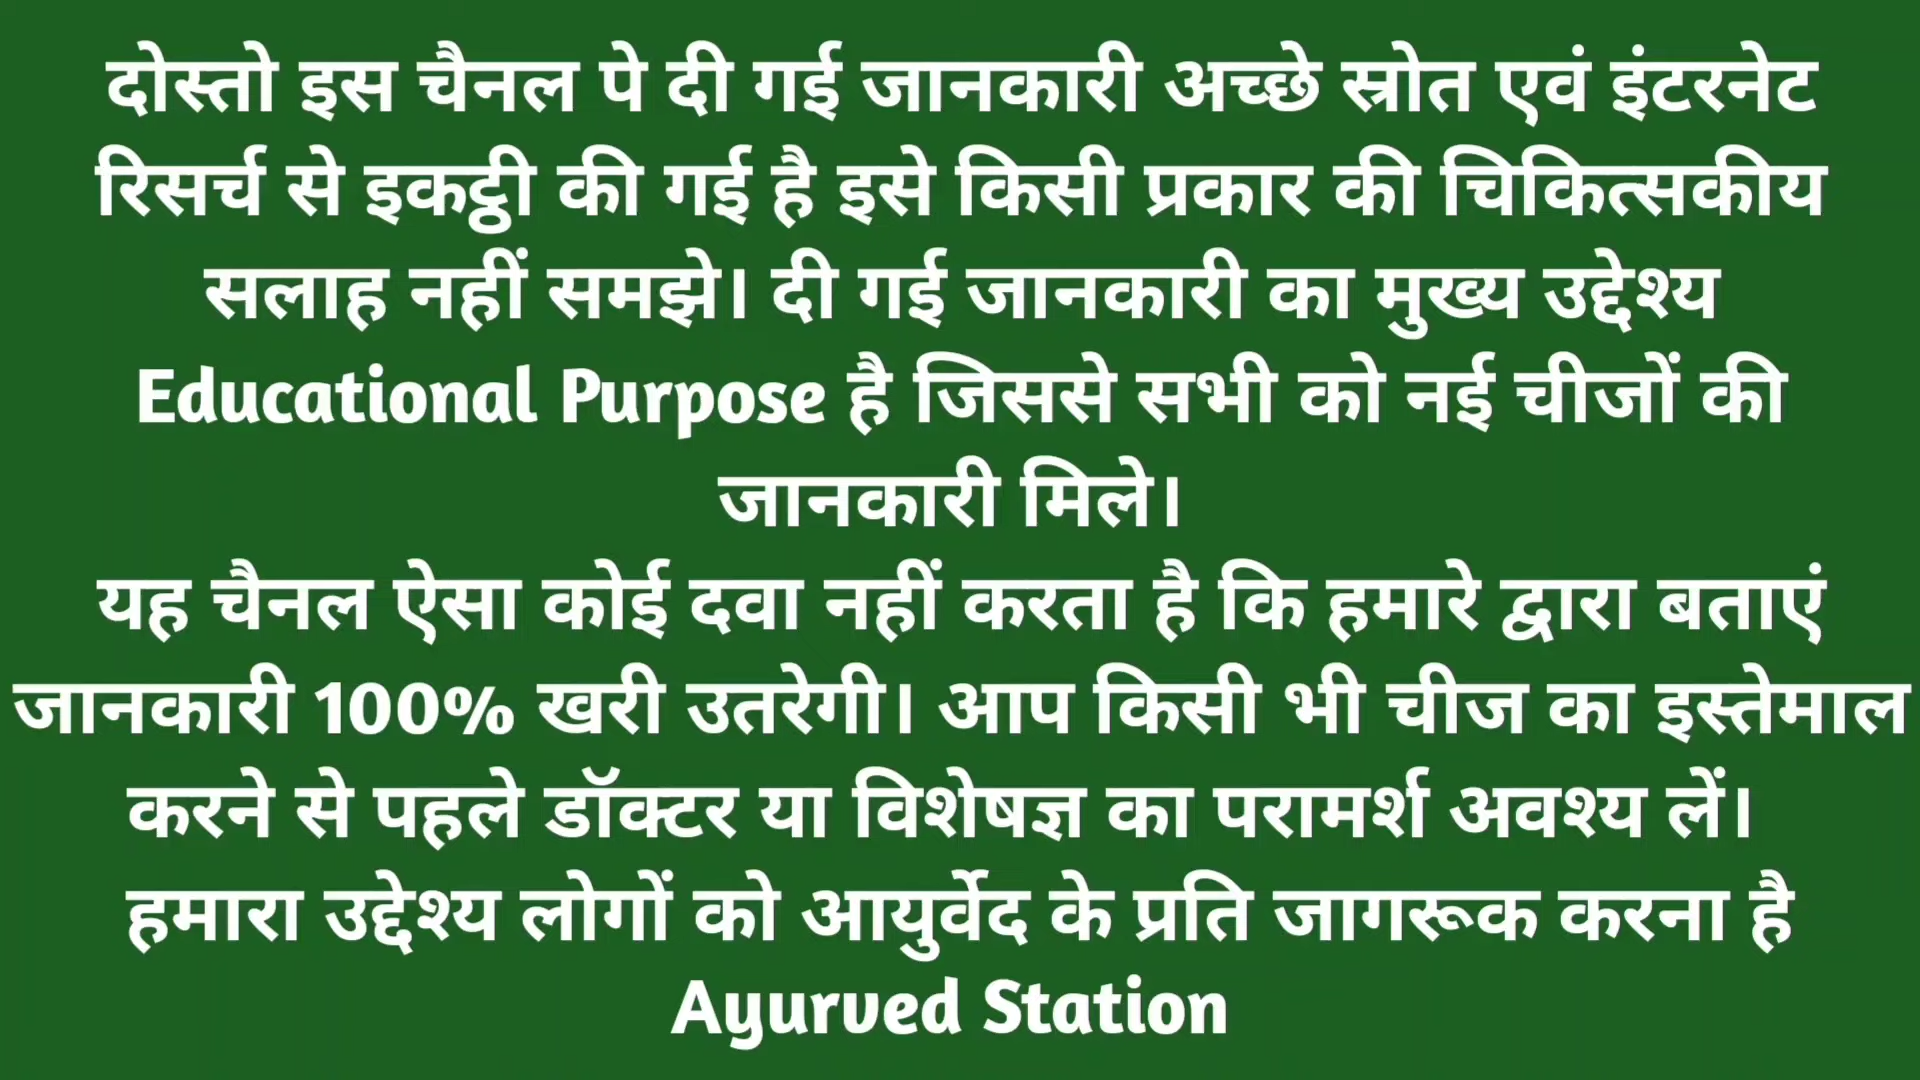 दोस्तो इस चैनल पे दी गई जानकारी अच्छे स्रोत एवं इंटरनेट
रिसर्च से इकट्ठी की गई है इसे किसी प्रकार की चिकित्सकीय
सलाह नहीं समझे। दी गई जानकारी का मुख्य उद्देश्य
Educational Purpose है जिससे सभी को नई चीजों की
जानकारी मिले।
यह चैनल ऐसा कोई दवा नहीं करता है कि हमारे द्वारा बताएं
जानकारी 100% खरी उतरेगी। आप किसी भी चीज का इस्तेमाल
करने से पहले डॉक्टर या विशेषज्ञ का परामर्श अवश्य लें।
हमारा उद्देश्य लोगों को आयुर्वेद के प्रति जागरूक करना है
Ayurved Station